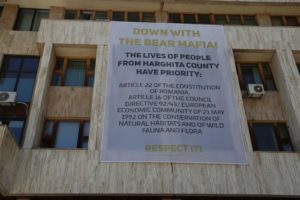 DOWN WITH
THE BEAR MAFIA!
THE LIVES OF PEOPLE
FROM HARGHITA COUNTY
HAVE PRIORITY:
ARTICLE 22 OF THE CONSTITUTION
OF ROMANIA,
ARTICLE 16 OF THE COUNCIL
DIRECTIVE 92/43/ EUROPEAN
ECONOMIC COMMUNITY OF 21 MAY
1992 ON THE CONSERVATION OF
NATURAL HABITATS AND OF WILD
FAUNA AND FLORA
RESPECT IT!